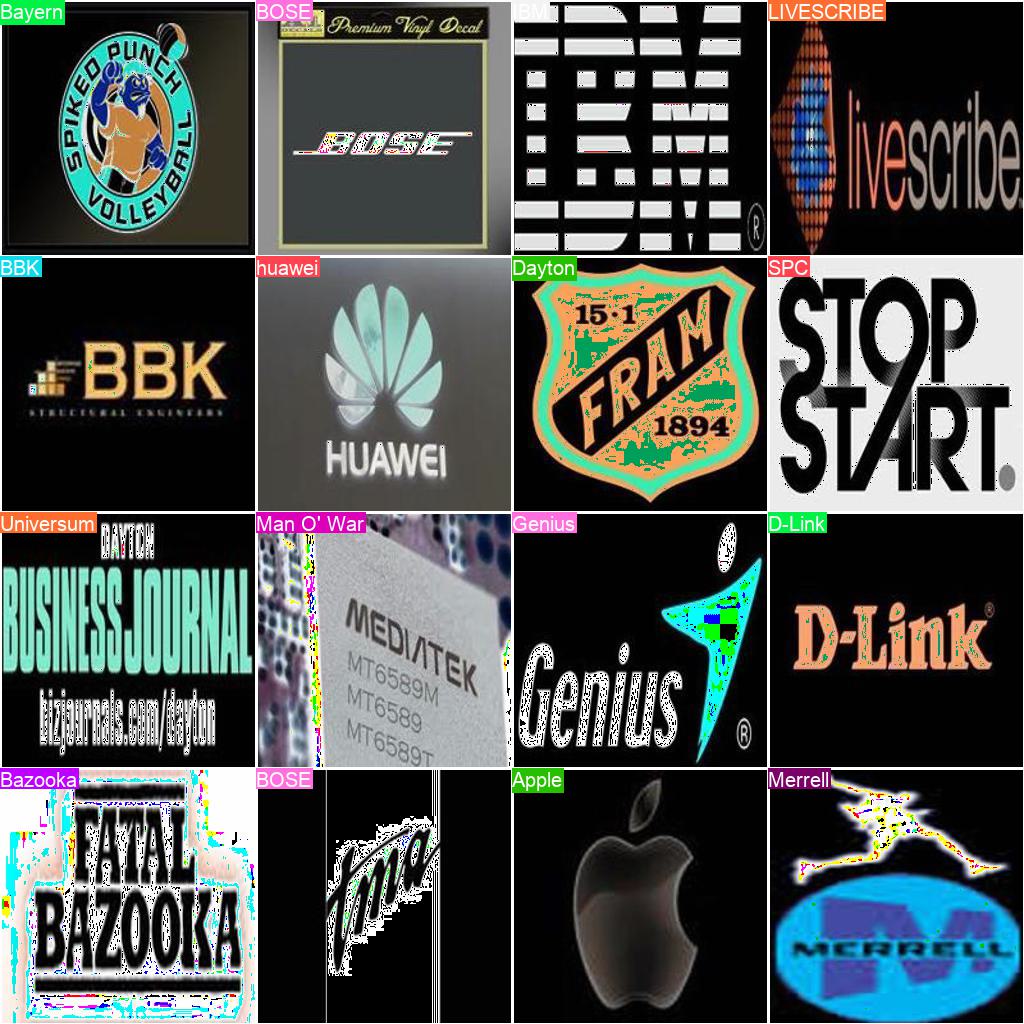 Bayern
SPIKED PUNCH
VOLLEYBALL
BOSE
Premium Vinyl Decal
BOSE
IBM
IBM
®
LIVESCRIBE
livescribe
BBK
BBK
STRUCTURAL ENGINEERS
huawei
HUAWEI
Dayton
15·1
FRAM
1894
SPC
STOP
START.
Universum
DAYTON
BUSINESS JOURNAL
bizjournals.com/dayton
Man O' War
MEDIATEK
MT6589M
MT6589
MT6589T
Genius
Genius
®
D-Link
D-Link®
Bazooka
FATAL
BAZOOKA
BOSE
Apple
Merrell
MERRELL